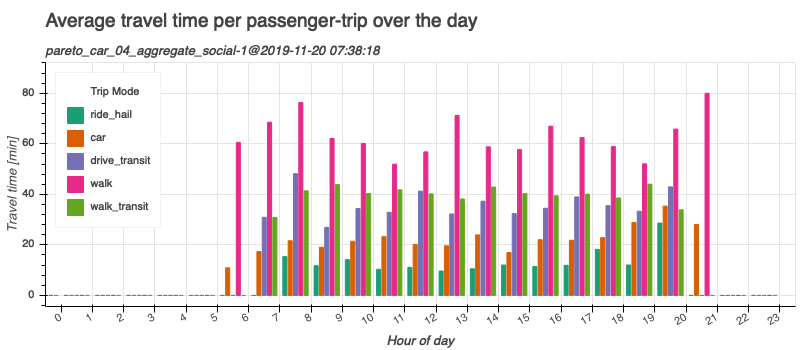 Average travel time per passenger-trip over the day
pareto_car_04_aggregate_social-1@2019-11-20 07:38:18
Trip Mode
ride_hail
car
drive_transit
walk
walk_transit
Travel time [min]
80
60
40
20
0
0 1 2 3 4 5 6 7 8 9 10 11 12 13 14 15 16 17 18 19 20 21 22 23
Hour of day